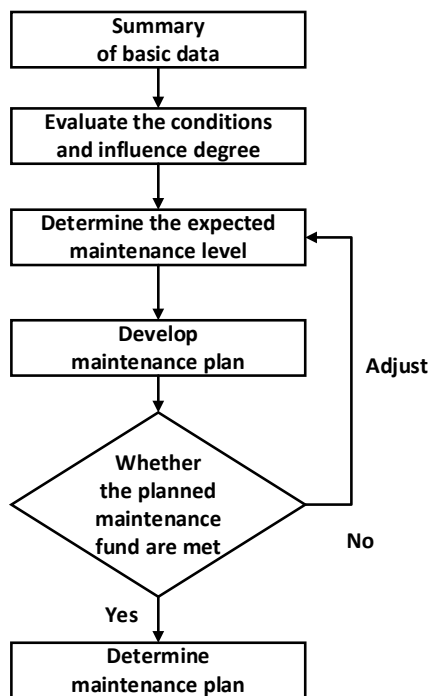 Summary
of basic data
Evaluate the conditions
and influence degree
Determine the expected
maintenance level
Develop
maintenance plan
Adjust
Whether
the planned
maintenance
fund are met
No
Yes
Determine
maintenance plan